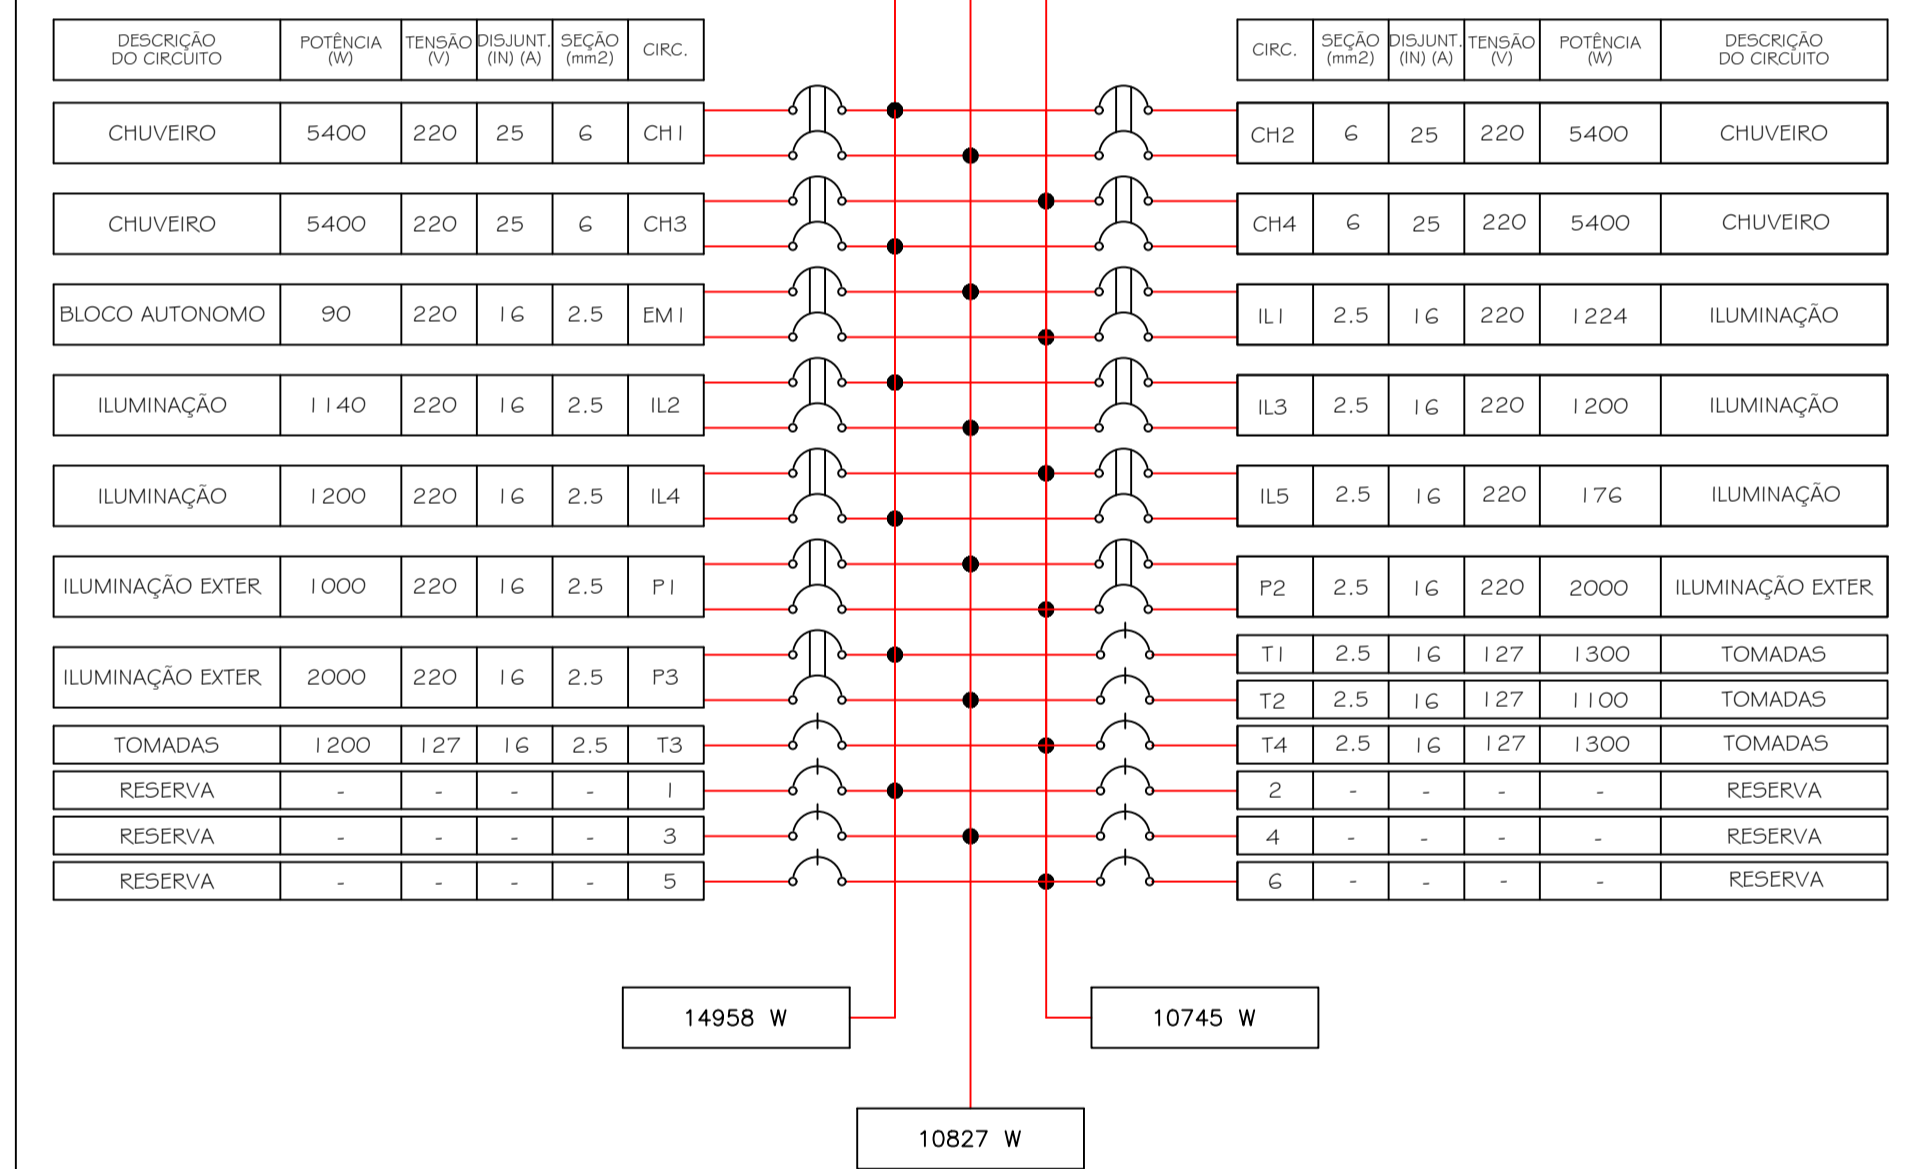 DESCRIÇÃO DO CIRCUITO POTÊNCIA (W) TENSÃO (V) DISJUNT. (IN) (A) SEÇÃO (mm2) CIRC.
CHUVEIRO 5400 220 25 6 CH1
CHUVEIRO 5400 220 25 6 CH3
BLOCO AUTONOMO 90 220 16 2.5 EM1
ILUMINAÇÃO 1140 220 16 2.5 IL2
ILUMINAÇÃO 1200 220 16 2.5 IL4
ILUMINAÇÃO EXTER 1000 220 16 2.5 P1
ILUMINAÇÃO EXTER 2000 220 16 2.5 P3
TOMADAS 1200 127 16 2.5 T3
RESERVA - - - - 1
RESERVA - - - - 3
RESERVA - - - - 5
CIRC. SEÇÃO (mm2) DISJUNT. (IN) (A) TENSÃO (V) POTÊNCIA (W) DESCRIÇÃO DO CIRCUITO
CH2 6 25 220 5400 CHUVEIRO
CH4 6 25 220 5400 CHUVEIRO
IL1 2.5 16 220 1224 ILUMINAÇÃO
IL3 2.5 16 220 1200 ILUMINAÇÃO
IL5 2.5 16 220 176 ILUMINAÇÃO
P2 2.5 16 220 2000 ILUMINAÇÃO EXTER
T1 2.5 16 127 1300 TOMADAS
T2 2.5 16 127 1100 TOMADAS
T4 2.5 16 127 1300 TOMADAS
2 - - - - RESERVA
4 - - - - RESERVA
6 - - - - RESERVA
14958 W
10745 W
10827 W